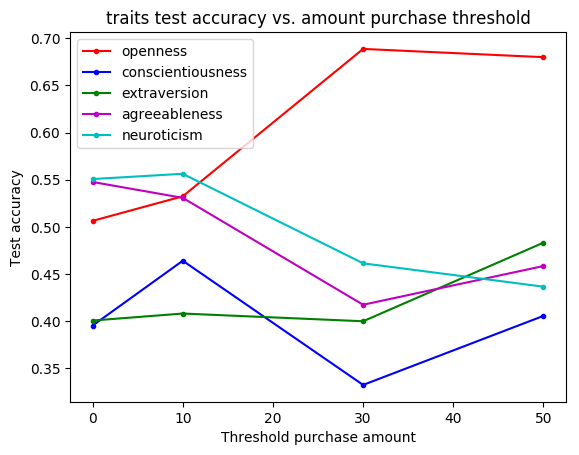 traits test accuracy vs. amount purchase threshold
openness
conscientiousness
extraversion
agreeableness
neuroticism
Test accuracy
0.70
0.65
0.60
0.55
0.50
0.45
0.40
0.35
0 10 20 30 40 50
Threshold purchase amount